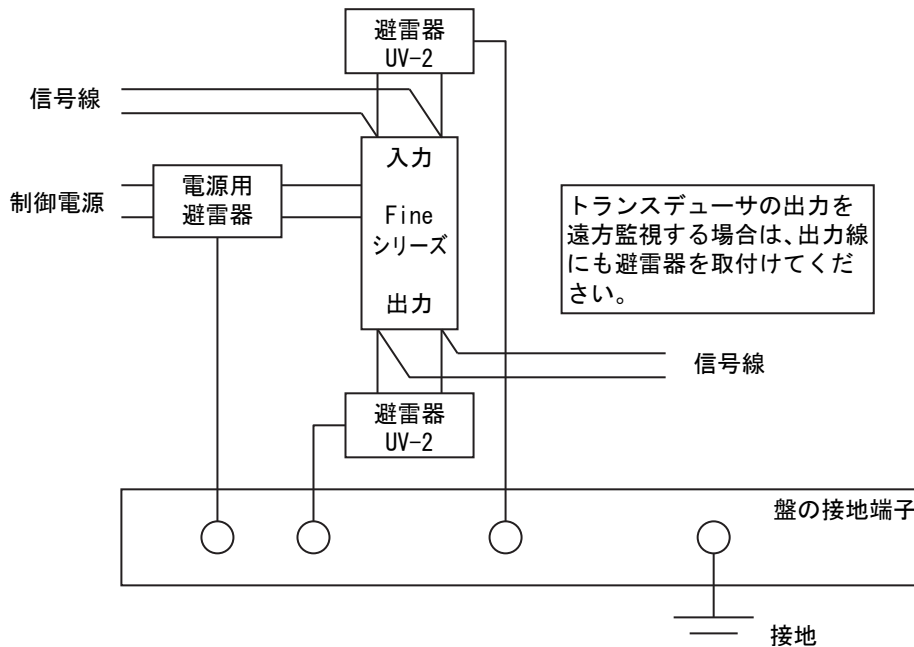 避雷器
UV-2
信号線
入力
制御電源
電源用
避雷器
Fine
シリーズ
トランスデューサの出力を
遠方監視する場合は、出力線
にも避雷器を取付けてくだ
さい。
出力
信号線
避雷器
UV-2
盤の接地端子
接地